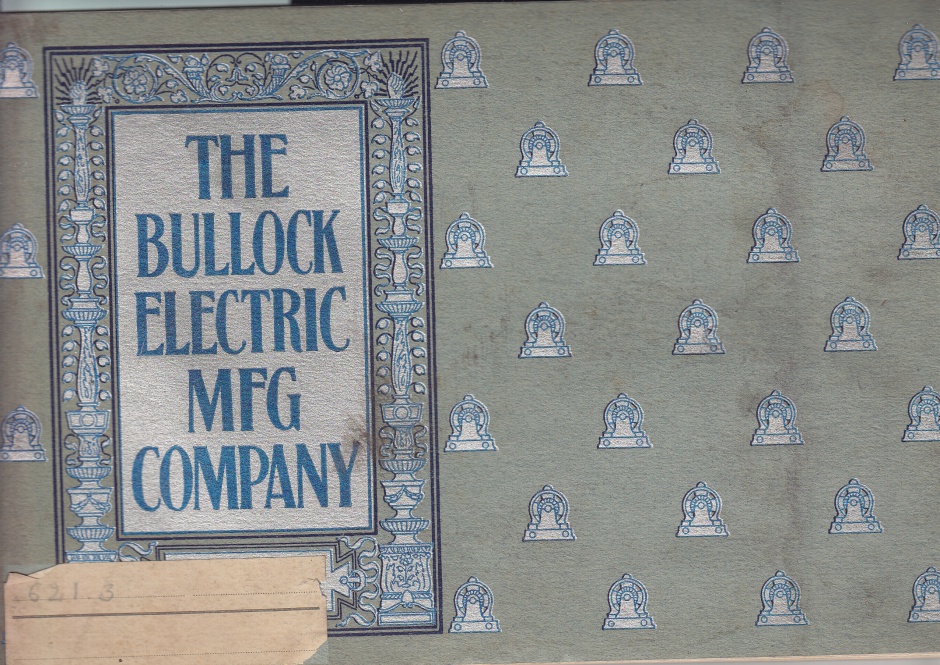 THE
BULLOCK
ELECTRIC
MFG
COMPANY
621.3